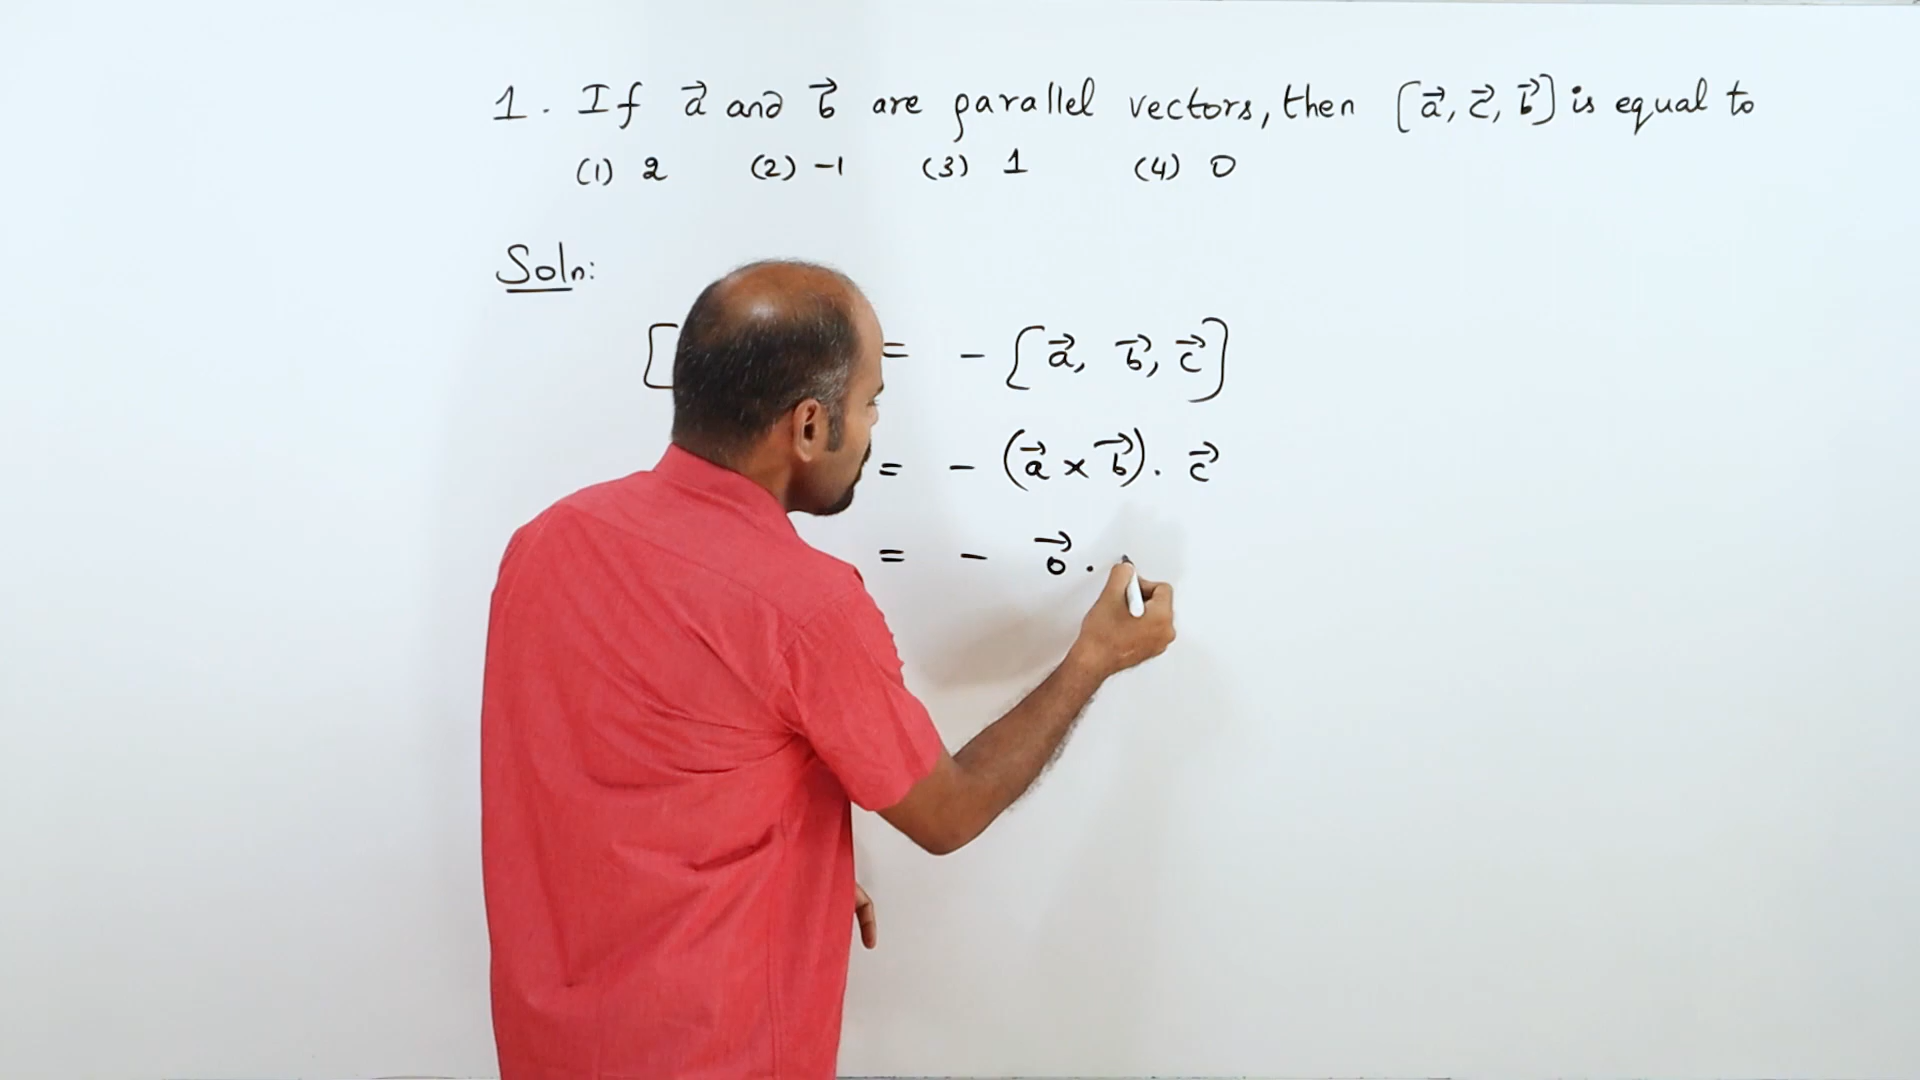 1. If a⃗ and b⃗ are parallel vectors, then [a⃗, c⃗, b⃗] is equal to
(1) 2 (2) -1 (3) 1 (4) 0
Soln:
[ = - [a⃗, b⃗, c⃗]
= - (a⃗ × b⃗). c⃗
= - 0⃗ .